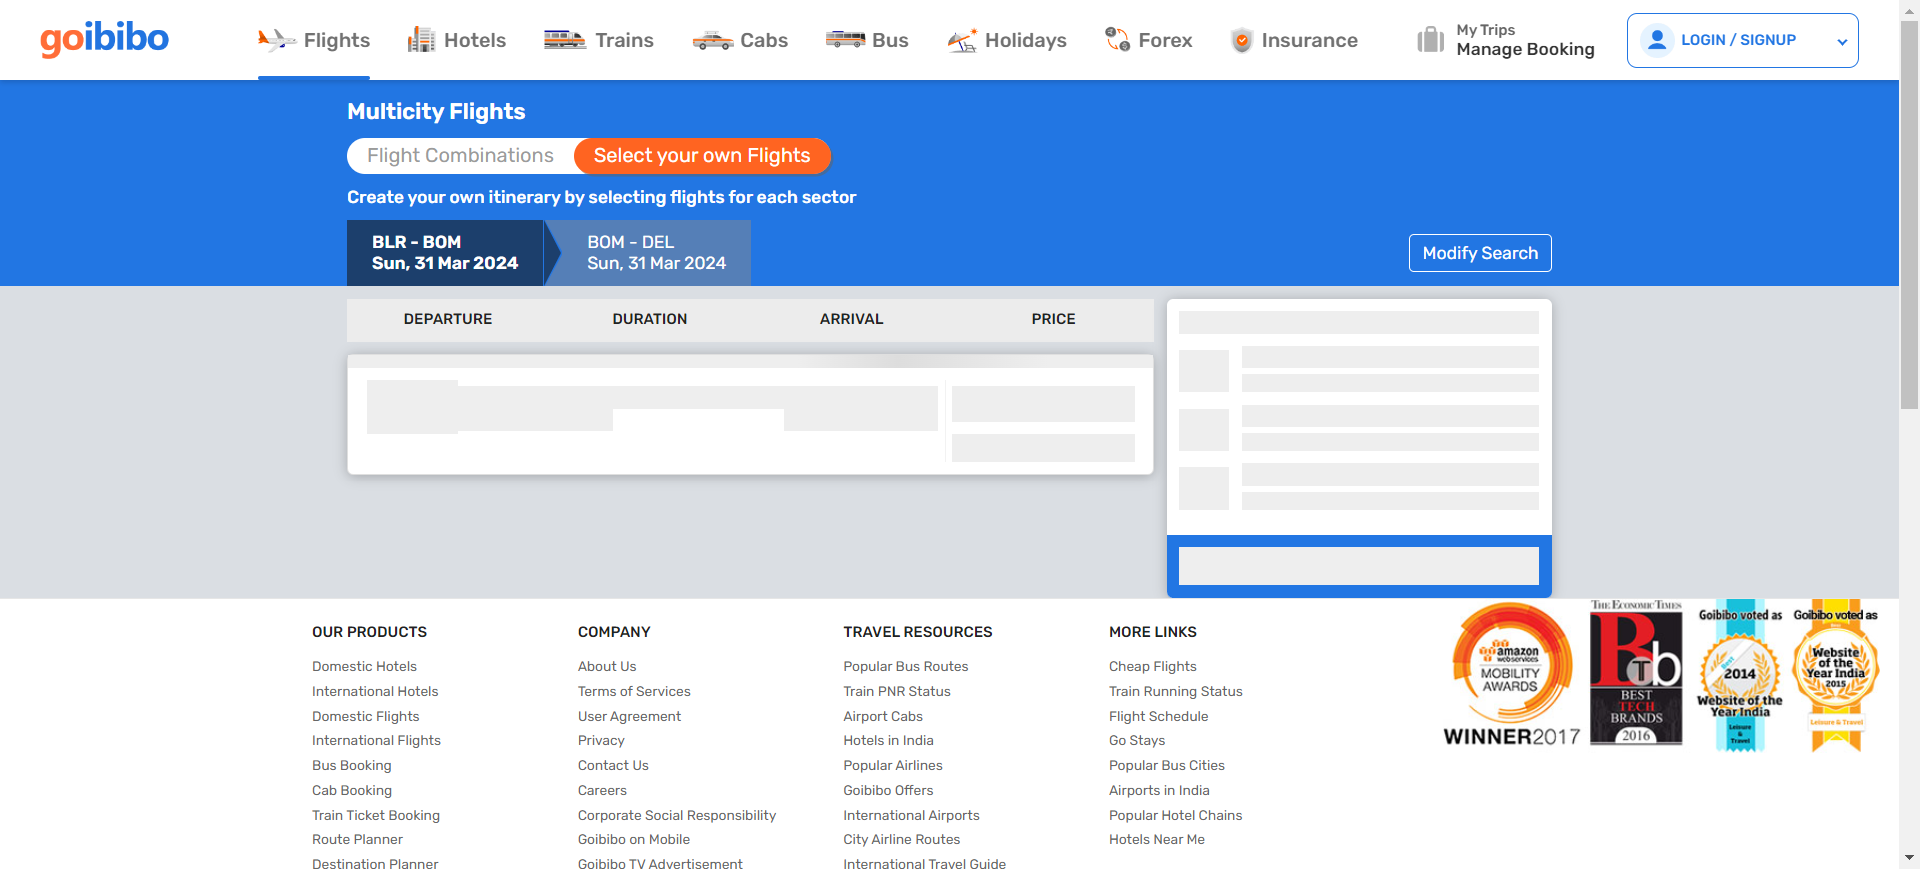 goibibo
Flights
Hotels
Trains
Cabs
Bus
Holidays
Forex
Insurance
My Trips
Manage Booking
LOGIN / SIGNUP
Multicity Flights
Flight Combinations
Select your own Flights
Create your own itinerary by selecting flights for each sector
BLR - BOM
Sun, 31 Mar 2024
BOM - DEL
Sun, 31 Mar 2024
Modify Search
DEPARTURE
DURATION
ARRIVAL
PRICE
OUR PRODUCTS
Domestic Hotels
International Hotels
Domestic Flights
International Flights
Bus Booking
Cab Booking
Train Ticket Booking
Route Planner
Destination Planner
COMPANY
About Us
Terms of Services
User Agreement
Privacy
Contact Us
Careers
Corporate Social Responsibility
Goibibo on Mobile
Goibibo TV Advertisement
TRAVEL RESOURCES
Popular Bus Routes
Train PNR Status
Airport Cabs
Hotels in India
Popular Airlines
Goibibo Offers
International Airports
City Airline Routes
International Travel Guide
MORE LINKS
Cheap Flights
Train Running Status
Flight Schedule
Go Stays
Popular Bus Cities
Airports in India
Popular Hotel Chains
Hotels Near Me
amazon
webservices
MOBILITY
AWARDS
WINNER2017
THE ECONOMIC TIMES
BTb
BEST
TECH
BRANDS
2016
Goibibo voted as
Best
2014
Website of the
Year India
Leisure
&
Travel
Goibibo voted as
Website
of the
Year India
2015
Leisure & Travel